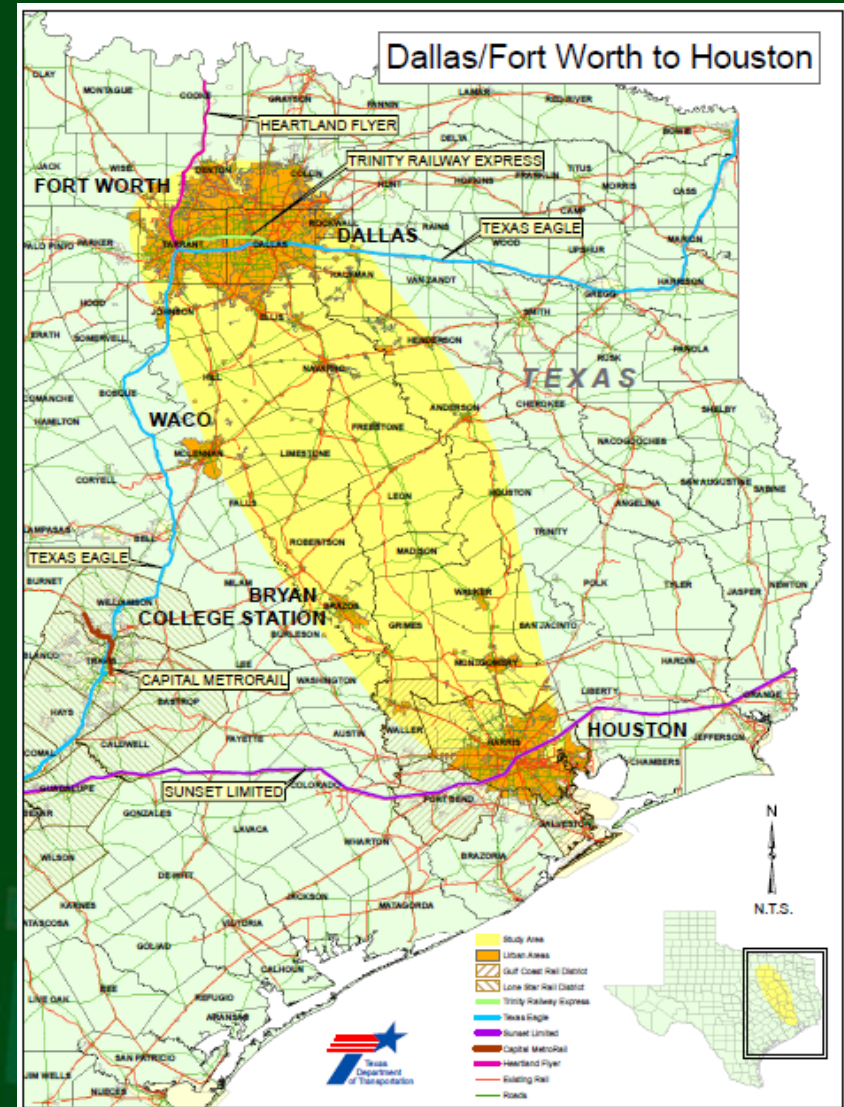 Dallas/Fort Worth to Houston
CLAY
MONTAGUE
COOKE
GRAYSON
FANNIN
LAMAR
RED RIVER
BOWIE
HEARTLAND FLYER
DELTA
TITUS
JACK
WISE
DENTON
COLLIN
TRINITY RAILWAY EXPRESS
HUNT
HOPKINS
FRANKLIN
MORRIS
CASS
FORT WORTH
CAMP
ROCKWALL
RAINS
TEXAS EAGLE
PALO PINTO
PARKER
TARRANT
DALLAS
DALLAS
WOOD
UPSHUR
MARION
KAUFMAN
VAN ZANDT
HARRISON
GREGG
HOOD
JOHNSON
ELLIS
SMITH
ERATH
SOMERVELL
HENDERSON
RUSK
PANOLA
HILL
NAVARRO
TEXAS
COMANCHE
BOSQUE
CHEROKEE
ANDERSON
SHELBY
HAMILTON
WACO
FREESTONE
NACOGDOCHES
MCLENNAN
LIMESTONE
CORYELL
LEON
HOUSTON
SAN AUGUSTINE
SABINE
FALLS
ANGELINA
LAMPASAS
BELL
ROBERTSON
TRINITY
TEXAS EAGLE
MADISON
BURNET
MILAM
WALKER
POLK
TYLER
JASPER
NEWTON
WILLIAMSON
BRYAN
COLLEGE STATION
BRAZOS
GRIMES
SAN JACINTO
BURLESON
BLANCO
TRAVIS
LEE
MONTGOMERY
HARDIN
CAPITAL METRORAIL
WASHINGTON
LIBERTY
ORANGE
HAYS
BASTROP
AUSTIN
WALLER
HOUSTON
JEFFERSON
COMAL
CALDWELL
FAYETTE
HARRIS
CHAMBERS
GUADALUPE
SUNSET LIMITED
COLORADO
FORT BEND
BEXAR
GONZALES
LAVACA
GALVESTON
WHARTON
BRAZORIA
WILSON
DE WITT
JACKSON
MATAGORDA
KARNES
ATASCOSA
VICTORIA
GOLIAD
CALHOUN
BEE
LIVE OAK
REFUGIO
ARANSAS
SAN PATRICIO
JIM WELLS
NUECES
N
N.T.S.
Study Area
Urban Areas
Gulf Coast Rail District
Lone Star Rail District
Trinity Railway Express
Texas Eagle
Sunset Limited
Capital MetroRail
Heartland Flyer
Existing Rail
Roads
Texas
Department
of Transportation